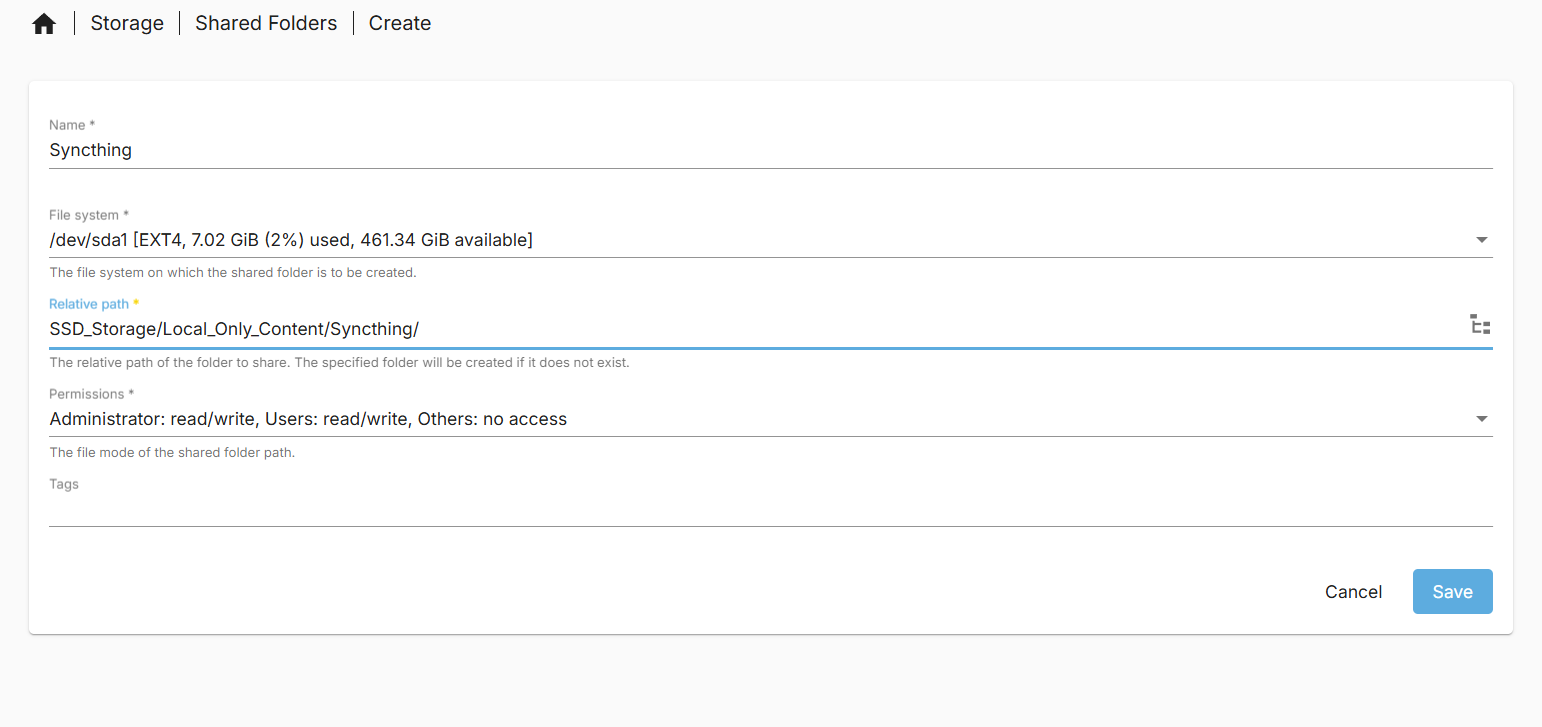 Storage | Shared Folders | Create
Name *
Syncthing
File system *
/dev/sda1 [EXT4, 7.02 GiB (2%) used, 461.34 GiB available]
The file system on which the shared folder is to be created.
Relative path *
SSD_Storage/Local_Only_Content/Syncthing/
The relative path of the folder to share. The specified folder will be created if it does not exist.
Permissions *
Administrator: read/write, Users: read/write, Others: no access
The file mode of the shared folder path.
Tags
Cancel Save